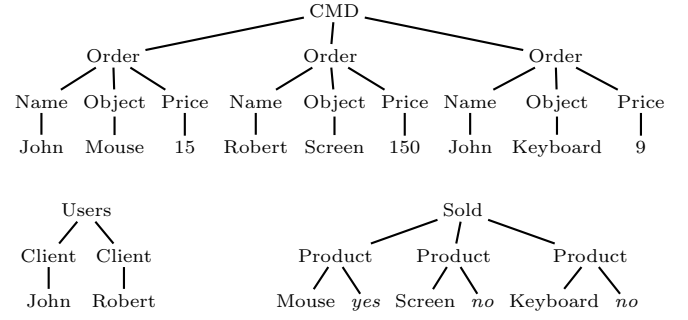 CMD
Order Order Order
Name Object Price Name Object Price Name Object Price
John Mouse 15 Robert Screen 150 John Keyboard 9
Users Sold
Client Client Product Product Product
John Robert Mouse yes Screen no Keyboard no